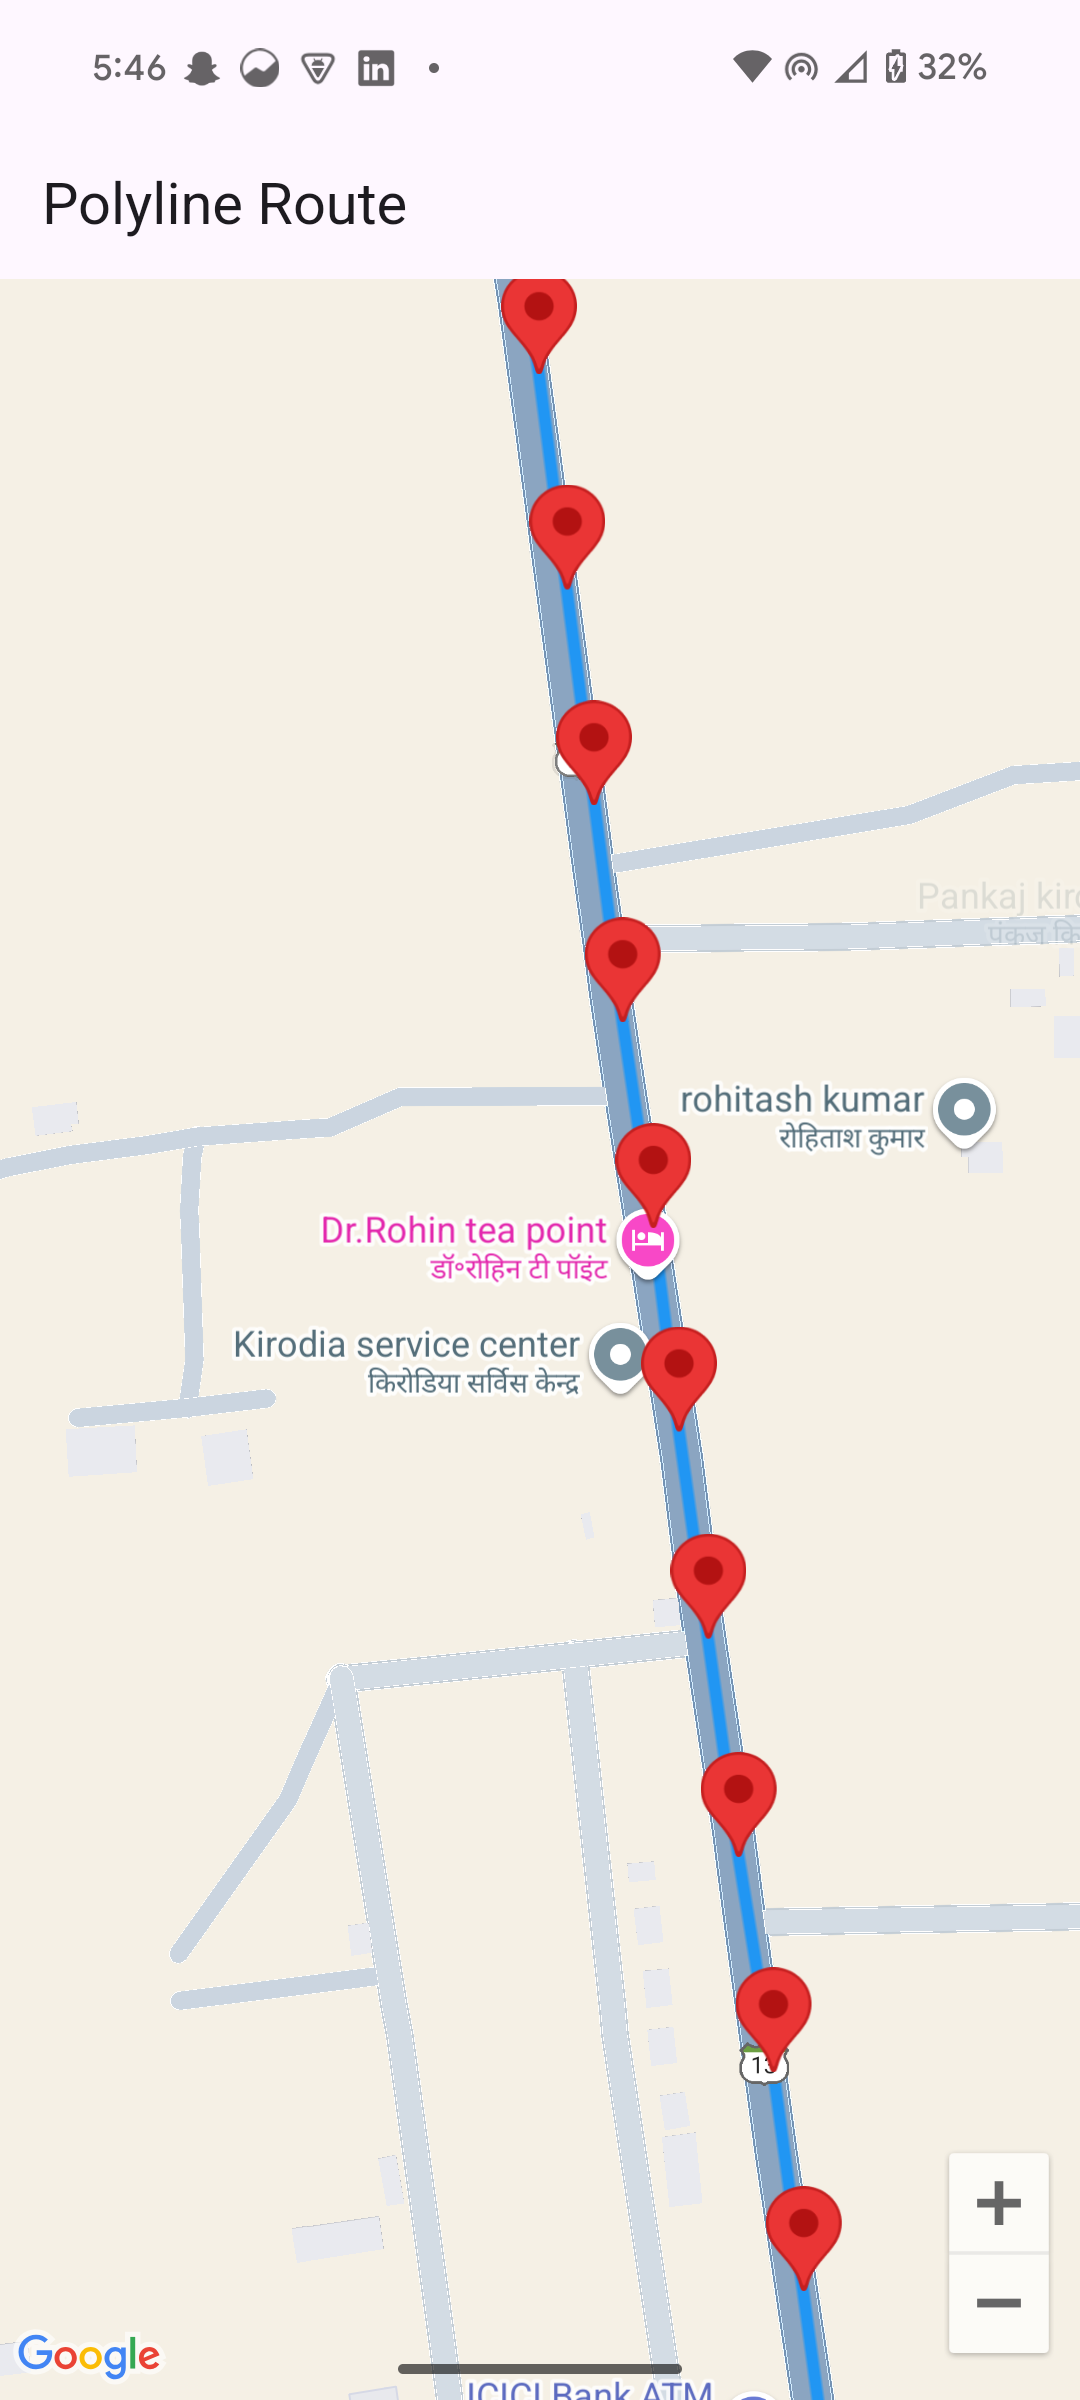 5:46
32%
Polyline Route
Pankaj
पंकज
rohitash kumar
रोहिताश कुमार
Dr.Rohin tea point
डॉ॰रोहिन टी पॉइंट
Kirodia service center
किरोडिया सर्विस केन्द्र
Google
ICICI Bank ATM